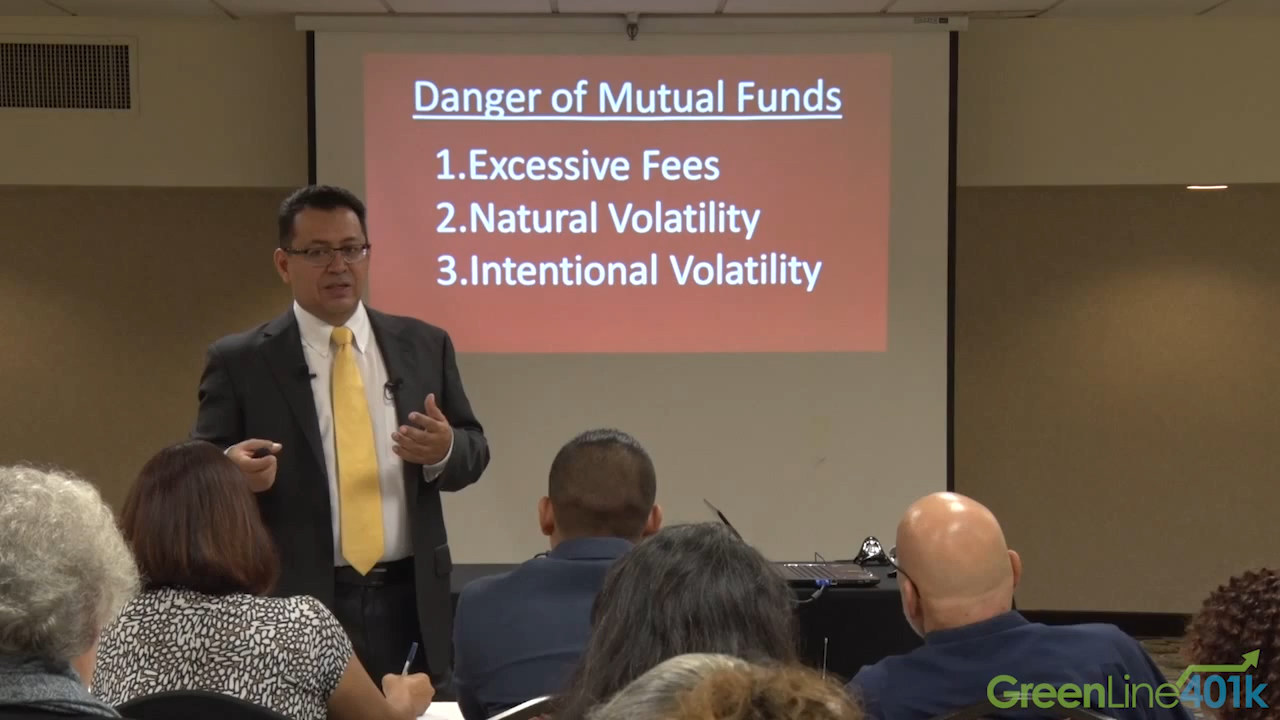 Danger of Mutual Funds
1.Excessive Fees
2.Natural Volatility
3.Intentional Volatility
GreenLine401k